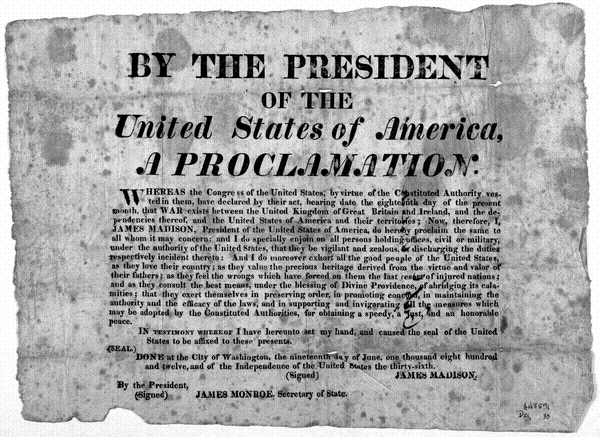 BY THE PRESIDENT
OF THE
United States of America,
A PROCLAMATION:
WHEREAS the Congress of the United States, by virtue of the Constituted Authority ves-
ted in them, have declared by their act, bearing date the eighteenth day of the present
month, that WAR exists between the United Kingdom of Great Britain and Ireland, and the de-
pendencies thereof, and the United States of America and their territories; Now, therefore, I,
JAMES MADISON, President of the United States of America, do hereby proclaim the same to
all whom it may concern: and I do specially enjoin on all persons holding offices, civil or military,
under the authority of the United States, that they be vigilant and zealous, in discharging the duties
respectively incident thereto: And I do moreover exhort all the good people of the United States,
as they love their country; as they value the precious heritage derived from the virtue and valor of
their fathers; as they feel the wrongs which have forced on them the last resort of injured nations;
and as they consult the best means, under the blessing of Divine Providence, of abridging its cala-
mities; that they exert themselves in preserving order, in promoting concord, in maintaining the
authority and the efficacy of the laws, and in supporting and invigorating all the measures which
may be adopted by the Constituted Authorities, for obtaining a speedy, a just, and an honorable
peace.
IN TESTIMONY WHEREOF I have hereunto set my hand, and caused the seal of the United
States to be affixed to these presents.
(SEAL.)
DONE at the City of Washington, the nineteenth day of June, one thousand eight hundred
and twelve, and of the Independence of the United States the thirty-sixth.
(Signed) JAMES MADISON.
By the President,
(Signed) JAMES MONROE, Secretary of State.